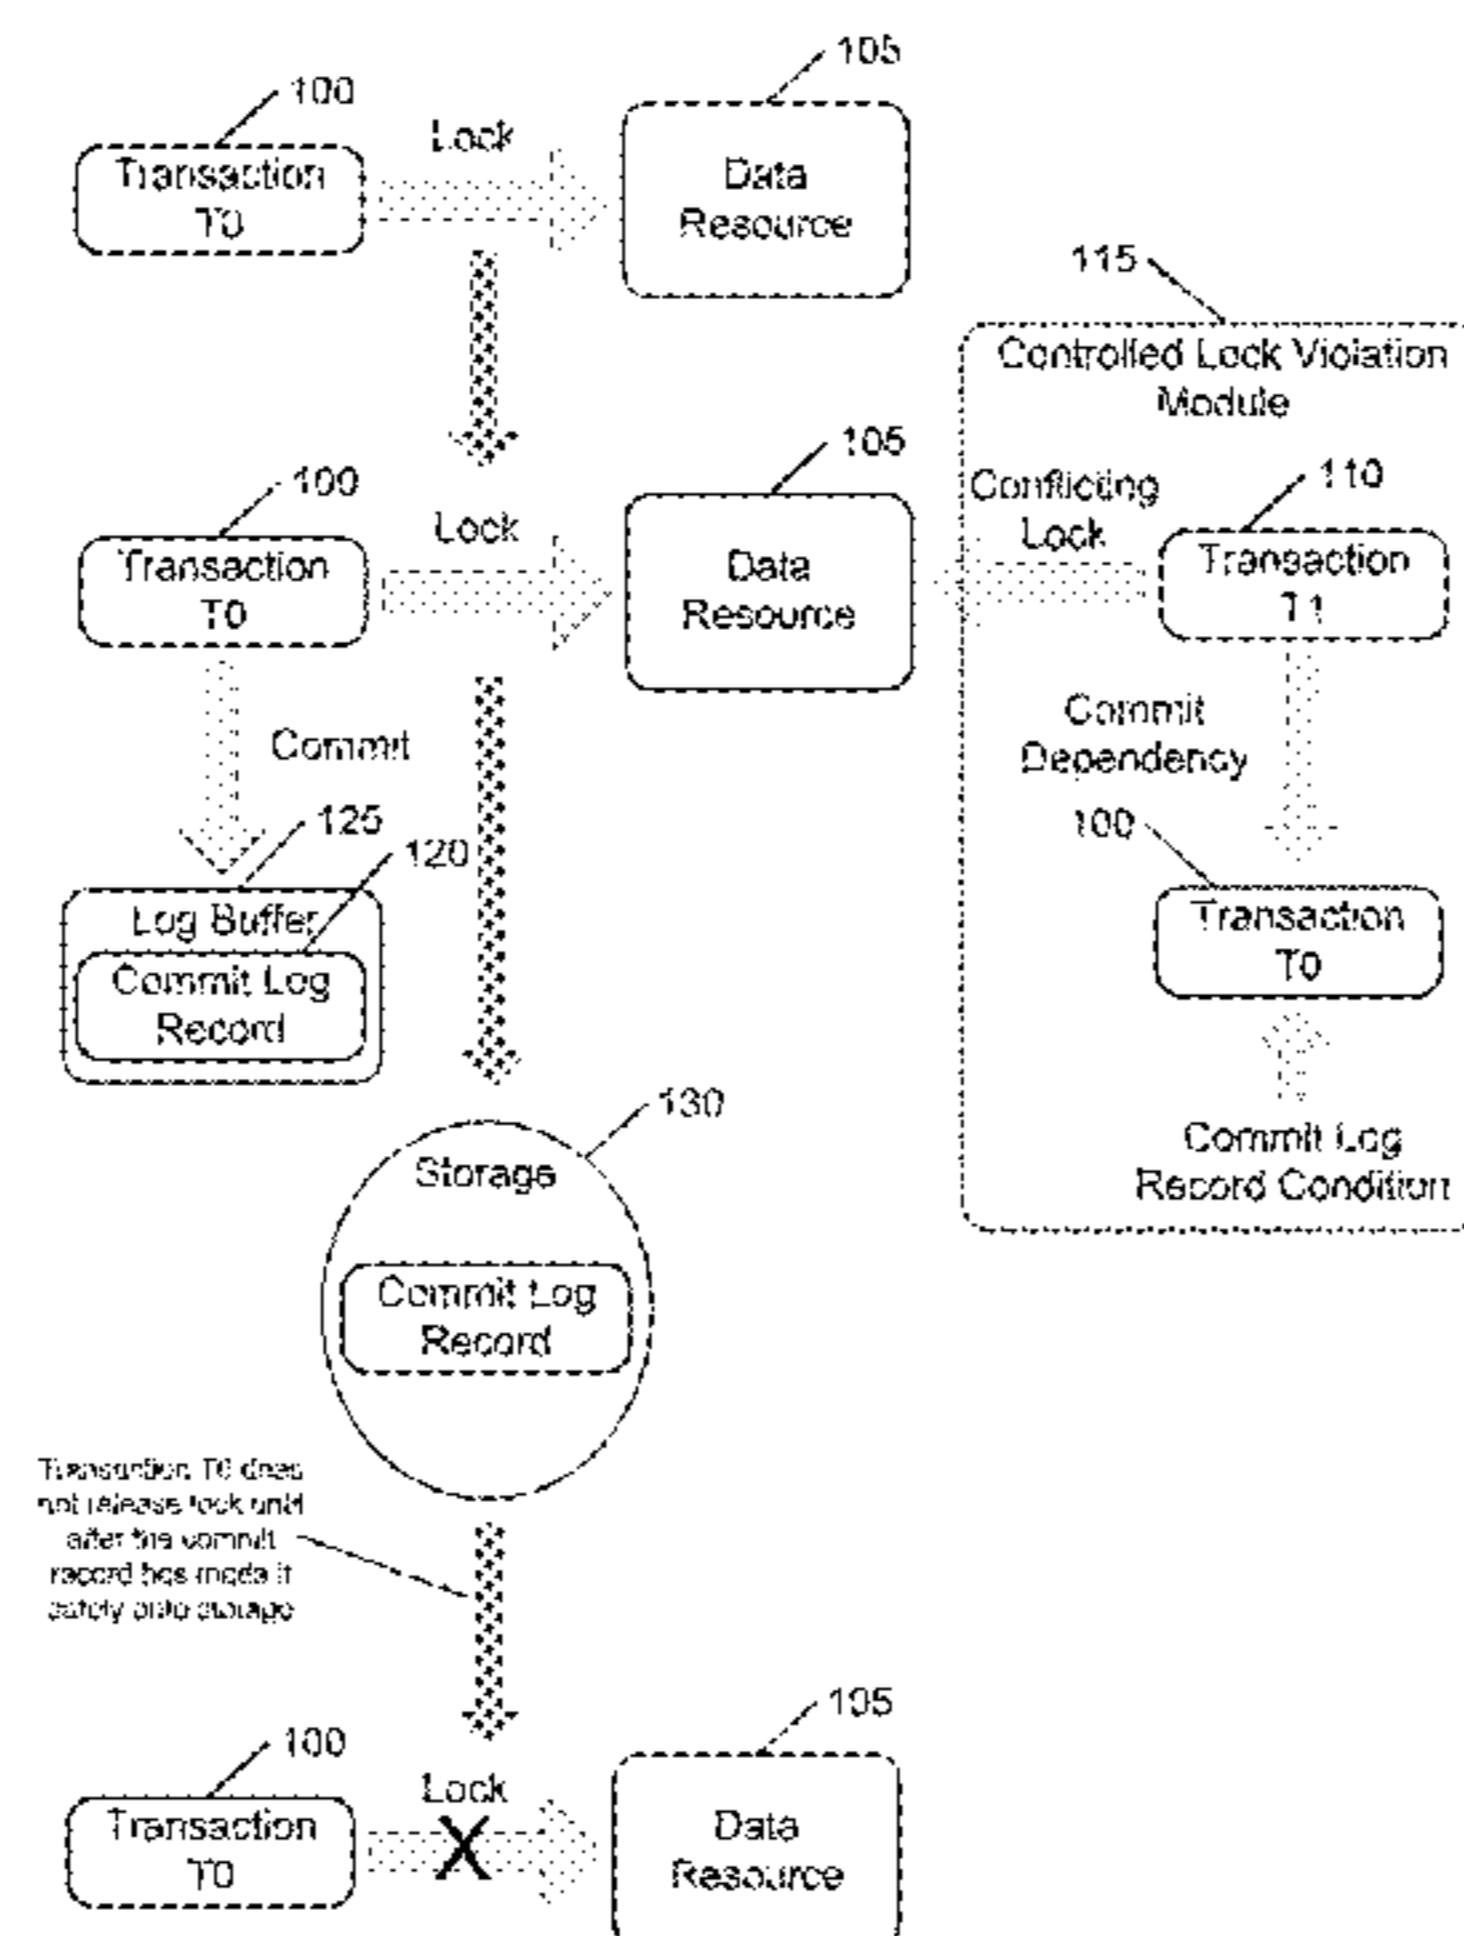 105
100
Lock
Transaction
T0
Data
Resource
115
Controlled Lock Violation
Module
105
100
Lock
Transaction
T0
Data
Resource
Conflicting
Lock
110
Transaction
T1
Commit
Commit
Dependency
125
120
100
Log Buffer
Commit Log
Record
Transaction
T0
130
Storage
Commit Log
Record Condition
Commit Log
Record
Transaction T0 does
not release lock until
after the commit
record has made it
safely onto storage
105
100
Lock
X
Transaction
T0
Data
Resource